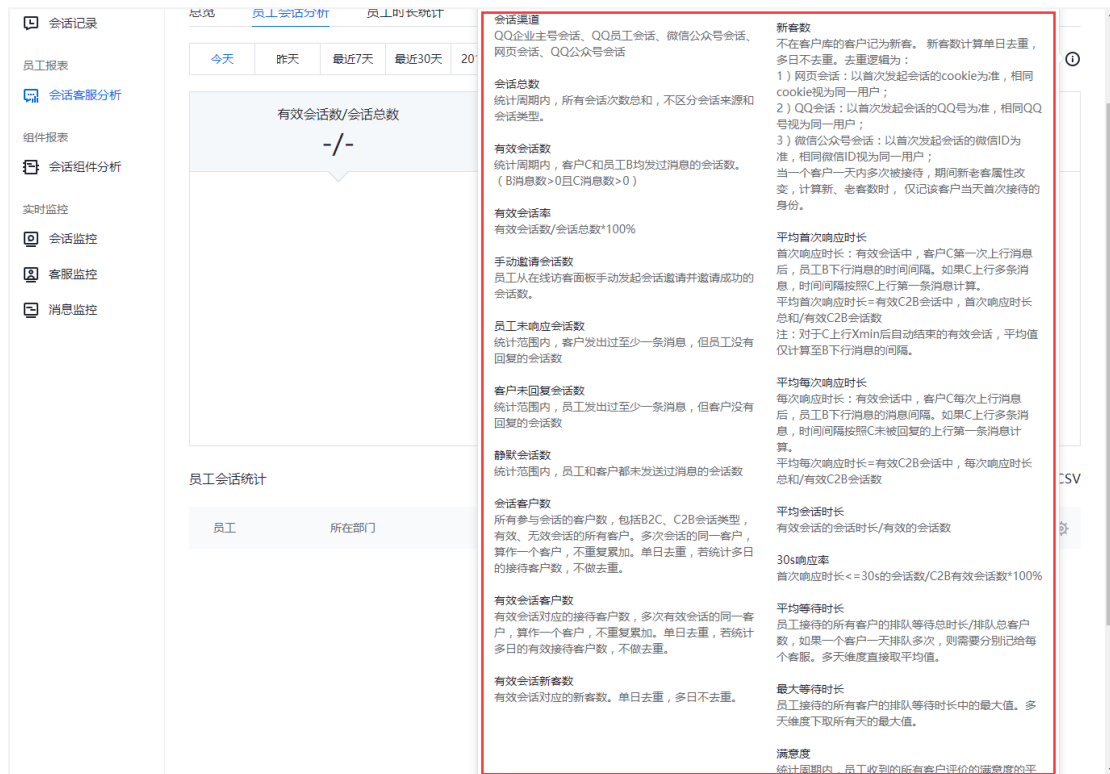 会话记录
员工报表
会话客服分析
组件报表
会话组件分析
实时监控
会话监控
客服监控
消息监控
总览 员工会话分析 员工时长统计
今天 昨天 最近7天 最近30天 201
有效会话数/会话总数
-/-
员工会话统计
CSV
员工 所在部门
会话渠道
QQ企业主号会话、QQ员工会话、微信公众号会话、
网页会话、QQ公众号会话
会话总数
统计周期内，所有会话次数总和，不区分会话来源和
会话类型。
有效会话数
统计周期内，客户C和员工B均发过消息的会话数。
（B消息数>0且C消息数>0）
有效会话率
有效会话数/会话总数*100%
手动邀请会话数
员工从在线访客面板手动发起会话邀请并邀请成功的
会话数。
员工未响应会话数
统计范围内，客户发出过至少一条消息，但员工没有
回复的会话数
客户未回复会话数
统计范围内，员工发出过至少一条消息，但客户没有
回复的会话数
静默会话数
统计范围内，员工和客户都未发送过消息的会话数
会话客户数
所有参与会话的客户数，包括B2C、C2B会话类型，
有效、无效会话的所有客户。多次会话的同一客户，
算作一个客户，不重复累加。单日去重，若统计多日
的接待客户数，不做去重。
有效会话客户数
有效会话对应的接待客户数，多次有效会话的同一客
户，算作一个客户，不重复累加。单日去重，若统计
多日的有效接待客户数，不做去重。
有效会话新客数
有效会话对应的新客数。单日去重，多日不去重。
新客数
不在客户库的客户记为新客。 新客数计算单日去重，
多日不去重。去重逻辑为：
1）网页会话：以首次发起会话的cookie为准，相同
cookie视为同一用户；
2）QQ会话：以首次发起会话的QQ号为准，相同QQ
号视为同一用户；
3）微信公众号会话：以首次发起会话的微信ID为
准，相同微信ID视为同一用户；
当一个客户一天内多次被接待，期间新老客属性改
变，计算新、老客数时， 仅记该客户当天首次接待的
身份。
平均首次响应时长
首次响应时长：有效会话中，客户C第一次上行消息
后，员工B下行消息的时间间隔。如果C上行多条消
息，时间间隔按照C上行第一条消息计算。
平均首次响应时长=有效C2B会话中，首次响应时长
总和/有效C2B会话数
注：对于C上行Xmin后自动结束的有效会话，平均值
仅计算至B下行消息的间隔。
平均每次响应时长
每次响应时长：有效会话中，客户C每次上行消息
后，员工B下行消息的消息间隔。如果C上行多条消
息，时间间隔按照C未被回复的上行第一条消息计
算。
平均每次响应时长=有效C2B会话中，每次响应时长
总和/有效C2B会话数
平均会话时长
有效会话的会话时长/有效的会话数
30s响应率
首次响应时长<=30s的会话数/C2B有效会话数*100%
平均等待时长
员工接待的所有客户的排队等待总时长/排队总客户
数，如果一个客户一天排队多次，则需要分别记给每
个客服。多天维度直接取平均值。
最大等待时长
员工接待的所有客户的排队等待时长中的最大值。多
天维度下取所有天的最大值。
满意度
统计周期内，员工收到的所有客户评价的满意度的平